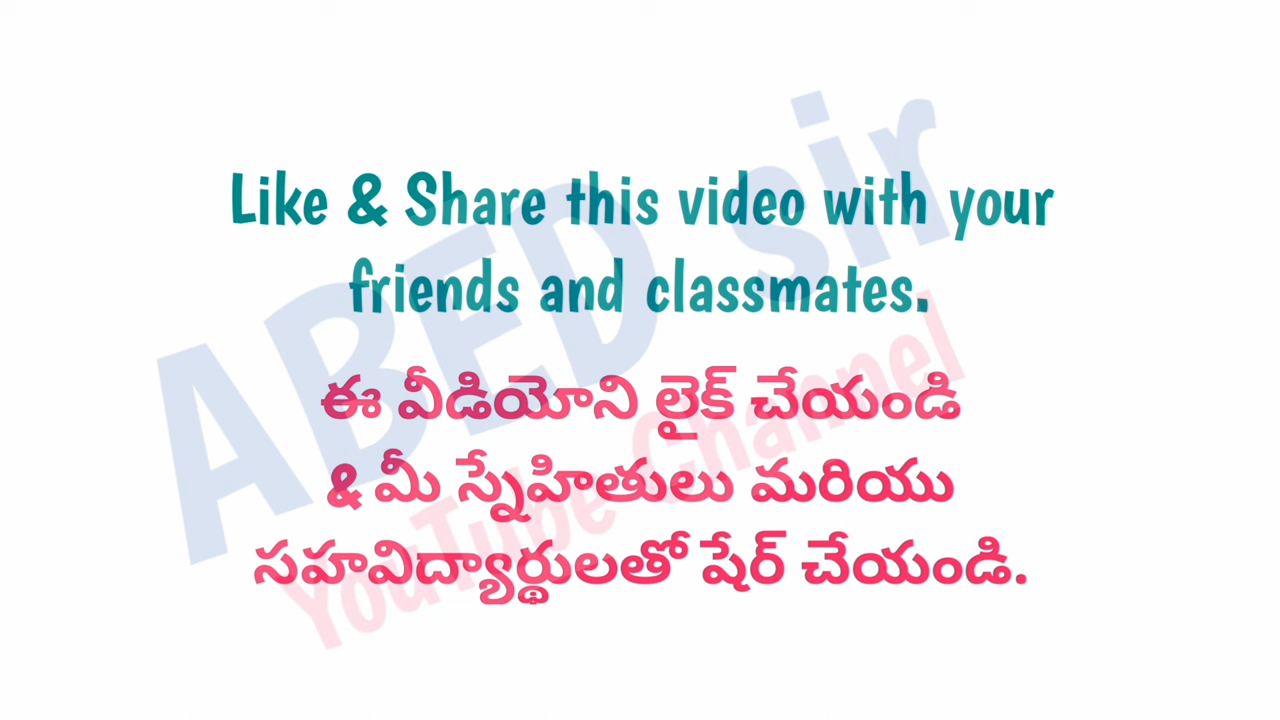 Like & Share this video with your
friends and classmates.
ఈ వీడియోని లైక్ చేయండి
& మీ స్నేహితులు మరియు
సహవిద్యార్థులతో షేర్ చేయండి.
ABED sir
YouTube Channel